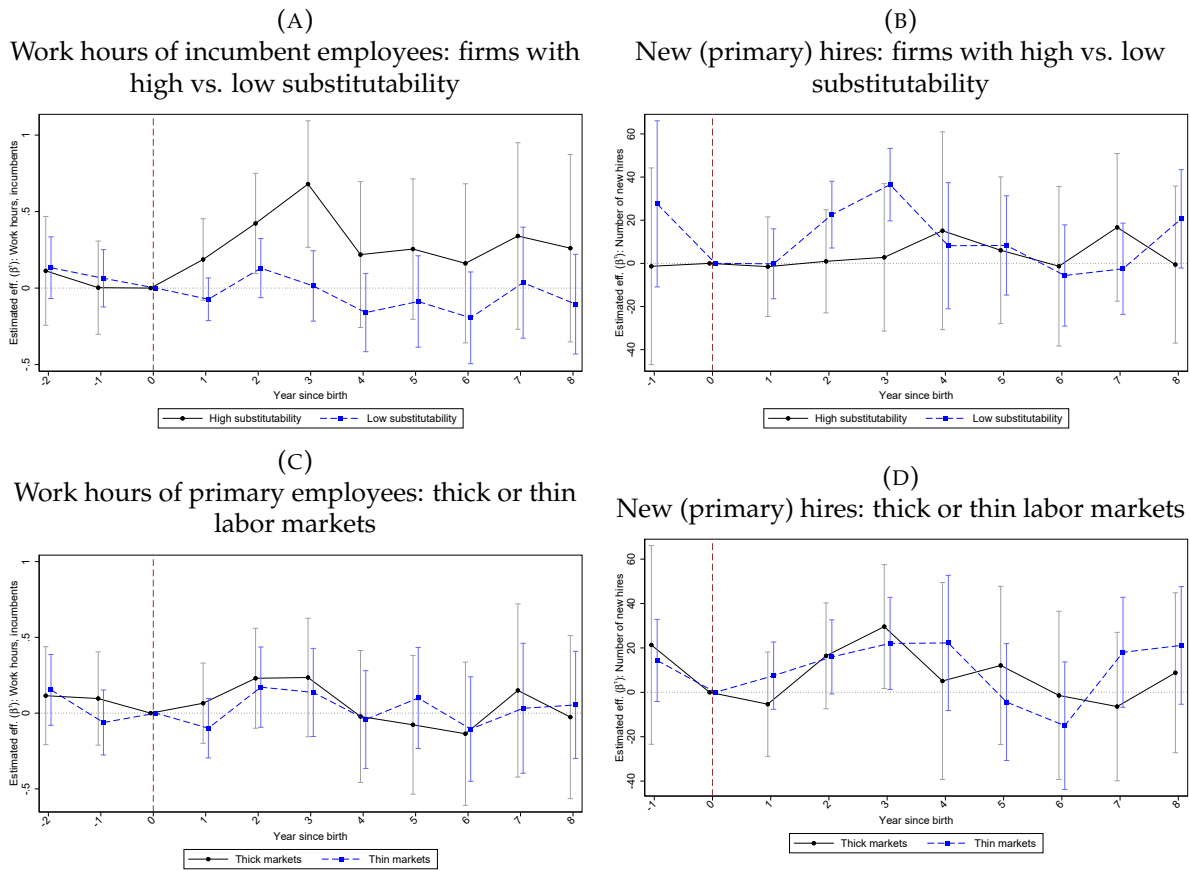 (A)
Work hours of incumbent employees: firms with
high vs. low substitutability
Estimated eff. (β^t): Work hours, incumbents
1
.5
0
-.5
-2 -1 0 1 2 3 4 5 6 7 8
Year since birth
High substitutability Low substitutability
(B)
New (primary) hires: firms with high vs. low
substitutability
Estimated eff. (β^t): Number of new hires
60
40
20
0
-20
-40
-1 0 1 2 3 4 5 6 7 8
Year since birth
High substitutability Low substitutability
(C)
Work hours of primary employees: thick or thin
labor markets
Estimated eff. (β^t): Work hours, incumbents
1
.5
0
-.5
-2 -1 0 1 2 3 4 5 6 7 8
Year since birth
Thick markets Thin markets
(D)
New (primary) hires: thick or thin labor markets
Estimated eff. (β^t): Number of new hires
60
40
20
0
-20
-40
-1 0 1 2 3 4 5 6 7 8
Year since birth
Thick markets Thin markets